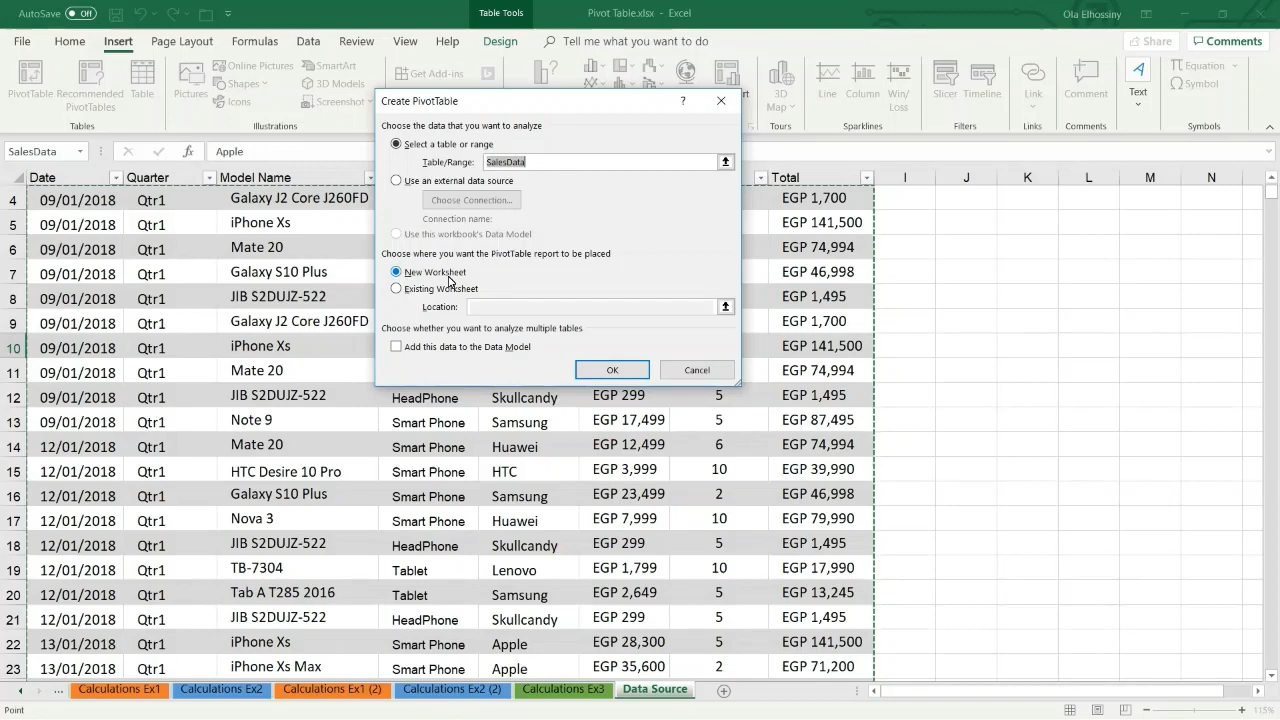 AutoSave Off
Table Tools
Pivot Table.xlsx - Excel
Ola Elhossiny
File Home Insert Page Layout Formulas Data Review View Help Design Tell me what you want to do
Share Comments
PivotTable Recommended PivotTables Table
Tables
Pictures Online Pictures Shapes Icons SmartArt 3D Models Screenshot
Illustrations
Get Add-ins
3D Map
Tours
Line Column Win/Loss
Sparklines
Slicer Timeline
Filters
Link
Links
Comment
Comments
A
Text
Equation
Symbol
Symbols
SalesData
fx
Apple
Create PivotTable ?
Choose the data that you want to analyze
Select a table or range
Table/Range: SalesData
Use an external data source
Choose Connection...
Connection name:
Use this workbook's Data Model
Choose where you want the PivotTable report to be placed
New Worksheet
Existing Worksheet
Location:
Choose whether you want to analyze multiple tables
Add this data to the Data Model
OK Cancel
Date Quarter Model Name Total I J K L M N
4 09/01/2018 Qtr1 Galaxy J2 Core J260FD EGP 1,700
5 09/01/2018 Qtr1 iPhone Xs EGP 141,500
6 09/01/2018 Qtr1 Mate 20 EGP 74,994
7 09/01/2018 Qtr1 Galaxy S10 Plus EGP 46,998
8 09/01/2018 Qtr1 JIB S2DUJZ-522 EGP 1,495
9 09/01/2018 Qtr1 Galaxy J2 Core J260FD EGP 1,700
10 09/01/2018 Qtr1 iPhone Xs EGP 141,500
11 09/01/2018 Qtr1 Mate 20 EGP 74,994
12 09/01/2018 Qtr1 JIB S2DUJZ-522 HeadPhone Skullcandy EGP 299 5 EGP 1,495
13 09/01/2018 Qtr1 Note 9 Smart Phone Samsung EGP 17,499 5 EGP 87,495
14 12/01/2018 Qtr1 Mate 20 Smart Phone Huawei EGP 12,499 6 EGP 74,994
15 12/01/2018 Qtr1 HTC Desire 10 Pro Smart Phone HTC EGP 3,999 10 EGP 39,990
16 12/01/2018 Qtr1 Galaxy S10 Plus Smart Phone Samsung EGP 23,499 2 EGP 46,998
17 12/01/2018 Qtr1 Nova 3 Smart Phone Huawei EGP 7,999 10 EGP 79,990
18 12/01/2018 Qtr1 JIB S2DUJZ-522 HeadPhone Skullcandy EGP 299 5 EGP 1,495
19 12/01/2018 Qtr1 TB-7304 Tablet Lenovo EGP 1,799 10 EGP 17,990
20 12/01/2018 Qtr1 Tab A T285 2016 Tablet Samsung EGP 2,649 5 EGP 13,245
21 12/01/2018 Qtr1 JIB S2DUJZ-522 HeadPhone Skullcandy EGP 299 5 EGP 1,495
22 13/01/2018 Qtr1 iPhone Xs Smart Phone Apple EGP 28,300 5 EGP 141,500
23 13/01/2018 Qtr1 iPhone Xs Max Smart Phone Apple EGP 35,600 2 EGP 71,200
... Calculations Ex1 Calculations Ex2 Calculations Ex1 (2) Calculations Ex2 (2) Calculations Ex3 Data Source
Point
115%